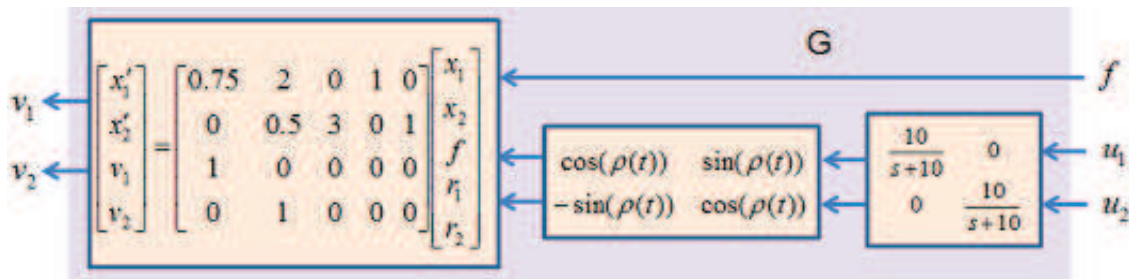 G
v₁
v₂
[x₁′ x₂′ v₁ v₂] = [0.75 2 0 1 0; 0 0.5 3 0 1; 1 0 0 0 0; 0 1 0 0 0] [x₁ x₂ f r₁ r₂]
cos(ρ(t)) sin(ρ(t))
−sin(ρ(t)) cos(ρ(t))
10/(s+10) 0
0 10/(s+10)
f
u₁
u₂